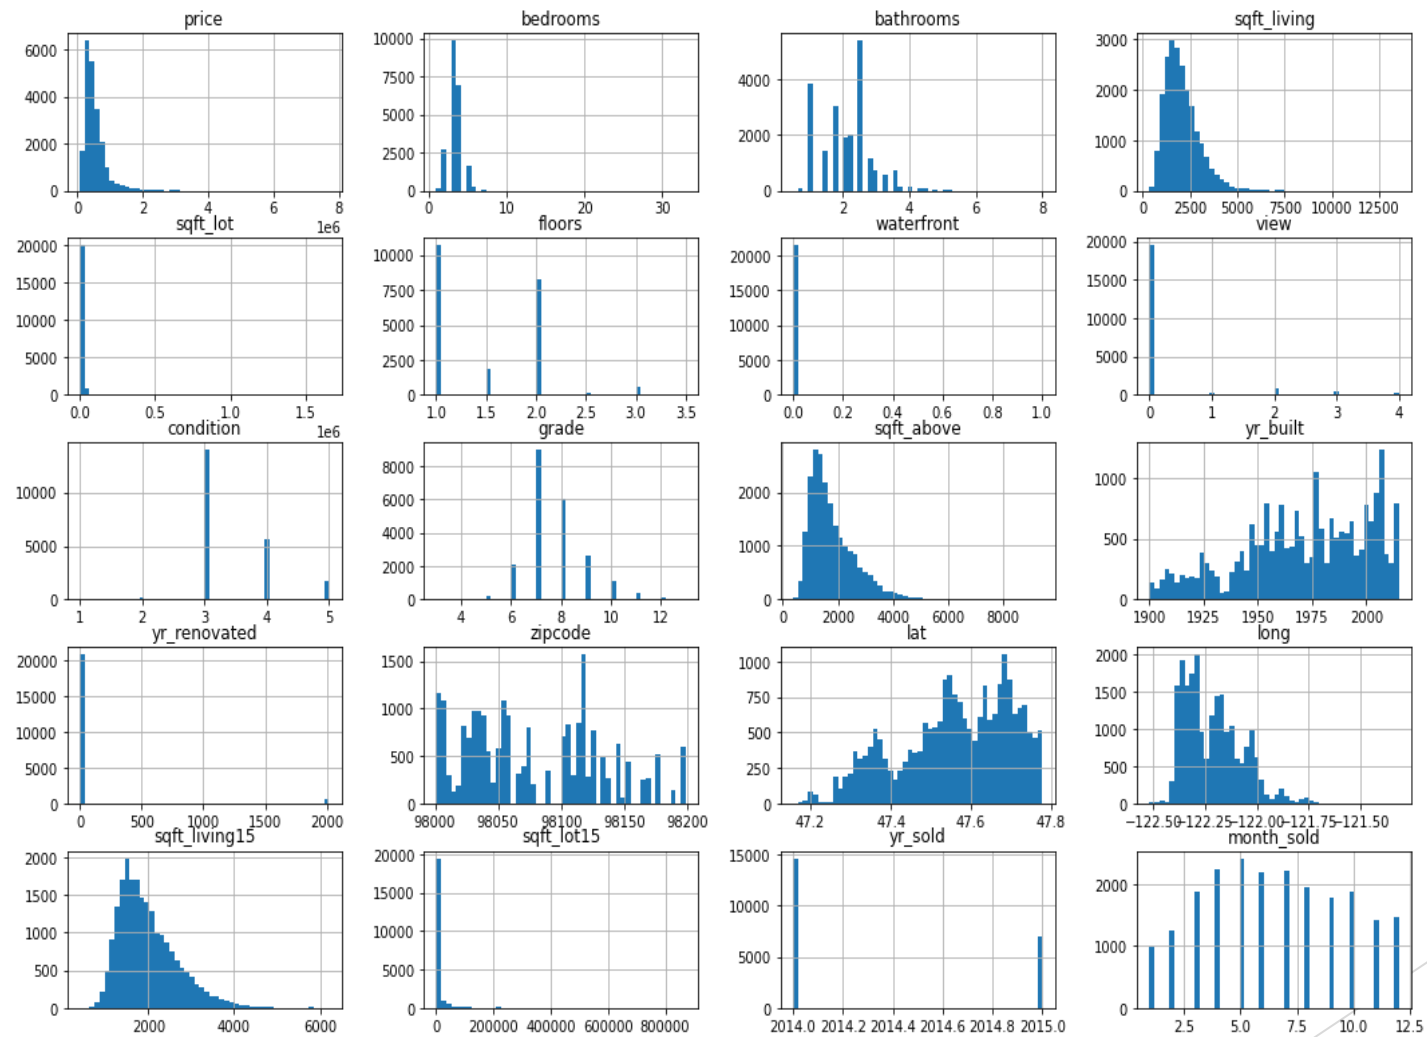 price bedrooms bathrooms sqft_living
6000 10000 4000 3000
4000 7500 2000 2000
2000 5000 0 1000
0 2500 0
0
0 2 4 6 8 0 10 20 30 2 4 6 8 0 2500 5000 7500 10000 12500
1e6
sqft_lot floors waterfront view
20000 10000 20000 20000
15000 7500 15000 15000
10000 5000 10000 10000
5000 2500 5000 5000
0 0 0 0
0.0 0.5 1.0 1.5 1.0 1.5 2.0 2.5 3.0 3.5 0.0 0.2 0.4 0.6 0.8 1.0 0 1 2 3 4
1e6
condition grade sqft_above yr_built
10000 8000 2000 1000
5000 6000 1000 500
0 4000 0 0
2000
0
1 2 3 4 5 4 6 8 10 12 0 2000 4000 6000 8000 1900 1925 1950 1975 2000
yr_renovated zipcode lat long
20000 1500 1000 2000
15000 1000 750 1500
10000 500 500 1000
5000 0 250 500
0 0 0
0 500 1000 1500 2000 98000 98050 98100 98150 98200 47.2 47.4 47.6 47.8 −122.50 −122.25 −122.00 −121.75 −121.50
sqft_living15 sqft_lot15 yr_sold month_sold
2000 20000 15000 2000
1500 15000 10000 1000
1000 10000 5000 0
500 5000 0
0 0
2000 4000 6000 0 200000 400000 600000 800000 2014.0 2014.2 2014.4 2014.6 2014.8 2015.0 2.5 5.0 7.5 10.0 12.5